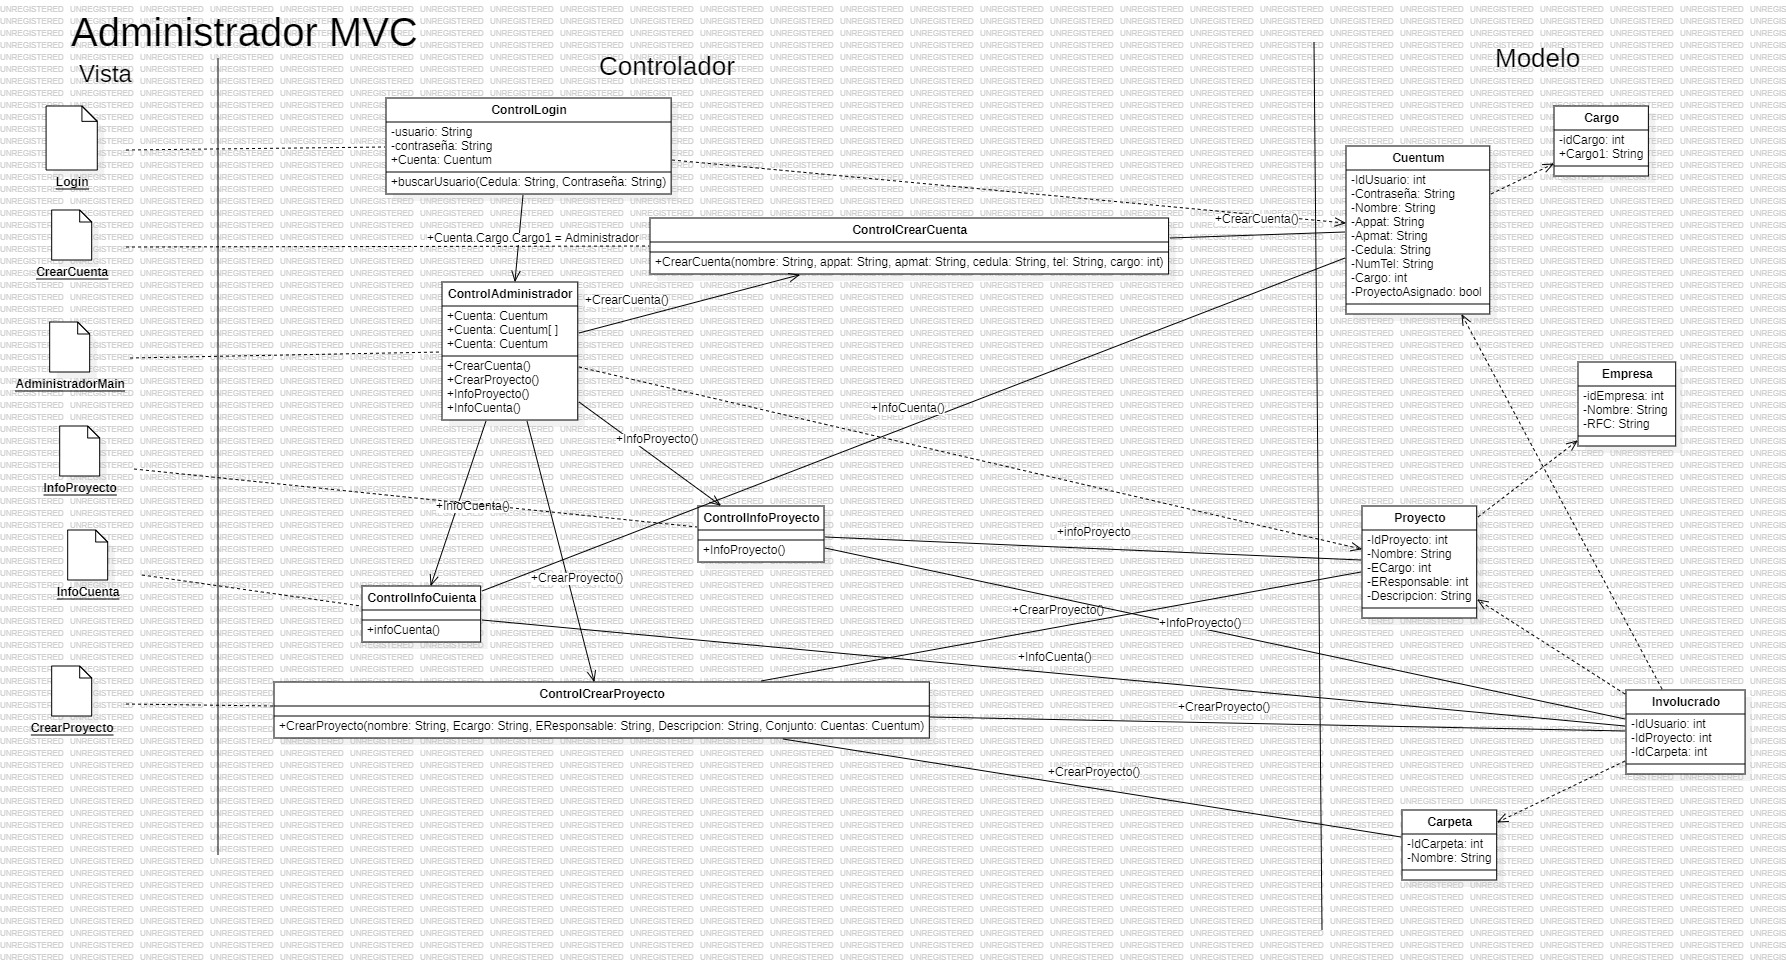 Administrador MVC
Vista
Controlador
Modelo
Login
CrearCuenta
AdministradorMain
InfoProyecto
InfoCuenta
CrearProyecto
ControlLogin
-usuario: String
-contraseña: String
+Cuenta: Cuentum
+buscarUsuario(Cedula: String, Contraseña: String)
+Cuenta.Cargo.Cargo1 = Administrador
ControlCrearCuenta
+CrearCuenta(nombre: String, appat: String, apmat: String, cedula: String, tel: String, cargo: int)
+CrearCuenta()
ControlAdministrador
+Cuenta: Cuentum
+Cuenta: Cuentum[ ]
+Cuenta: Cuentum
+CrearCuenta()
+CrearProyecto()
+InfoProyecto()
+InfoCuenta()
+CrearCuenta()
+InfoCuenta()
+InfoProyecto()
+InfoCuenta()
+CrearProyecto()
ControlInfoProyecto
+InfoProyecto()
+infoProyecto
ControlInfoCuienta
+infoCuenta()
+CrearProyecto()
+InfoProyecto()
+InfoCuenta()
ControlCrearProyecto
+CrearProyecto(nombre: String, Ecargo: String, EResponsable: String, Descripcion: String, Conjunto: Cuentas: Cuentum)
+CrearProyecto()
+CrearProyecto()
Cargo
-idCargo: int
+Cargo1: String
Cuentum
-IdUsuario: int
-Contraseña: String
-Nombre: String
-Appat: String
-Apmat: String
-Cedula: String
-NumTel: String
-Cargo: int
-ProyectoAsignado: bool
Empresa
-idEmpresa: int
-Nombre: String
-RFC: String
Proyecto
-IdProyecto: int
-Nombre: String
-ECargo: int
-EResponsable: int
-Descripcion: String
Involucrado
-IdUsuario: int
-IdProyecto: int
-IdCarpeta: int
Carpeta
-IdCarpeta: int
-Nombre: String
UNREGISTERED